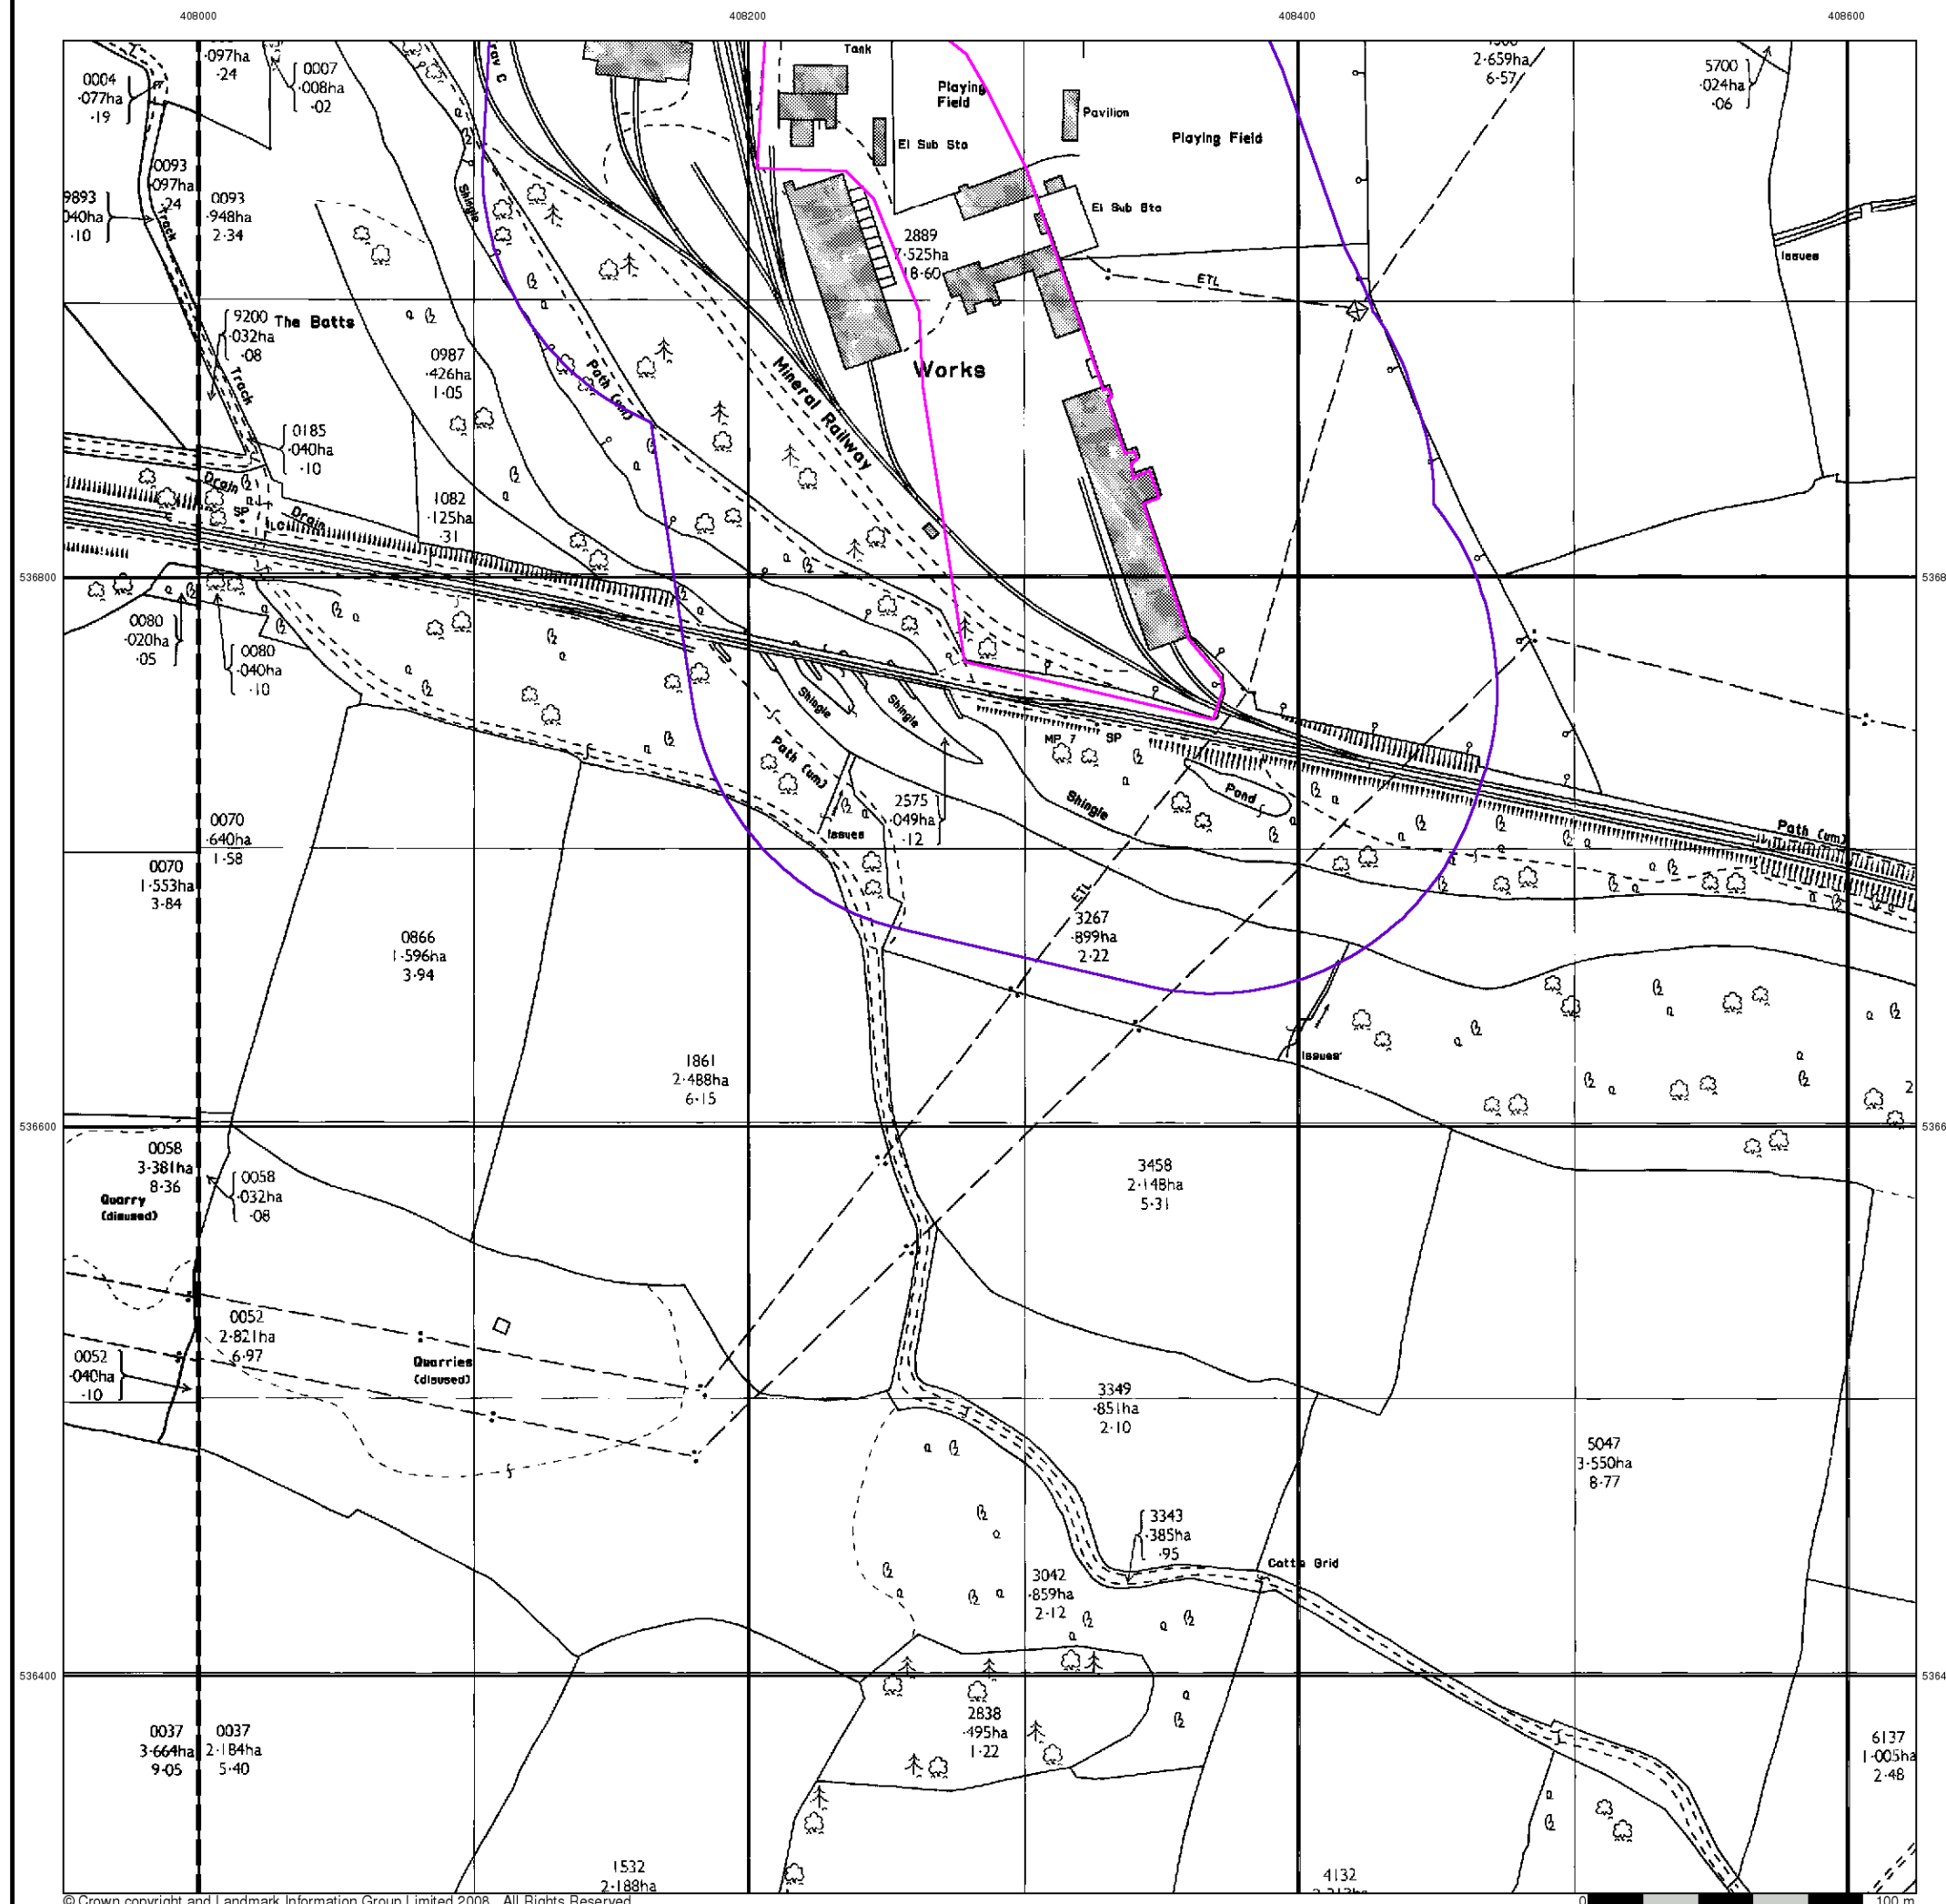 408000
408200
408400
408600
0004
·077ha
·19
·097ha
·24
0007
·008ha
·02
Tank
Playing
Field
Pavilion
Playing Field
2·659ha
6·57
5700
·024ha
·06
El Sub Sta
0093
·097ha
·24
9893
·040ha
·10
Track
0093
·948ha
2·34
Shingle
El Sub Sta
2889
7·525ha
18·60
ETL
Issues
9200
·032ha
·08
The Batts
Track
0987
·426ha
1·05
Path (um)
Mineral Railway
Works
0185
·040ha
·10
Drain
SP
LC
Drain
1082
·125ha
·31
536800
5368
0080
·020ha
·05
0080
·040ha
·10
Shingle
Shingle
MP 7
SP
Path (um)
Pond
Shingle
2575
·049ha
·12
Issues
0070
·640ha
1·58
Path (um)
0070
1·553ha
3·84
ETL
3267
·899ha
2·22
0866
1·596ha
3·94
Issues
1861
2·488ha
6·15
2
536600
5366
0058
3·381ha
8·36
0058
·032ha
·08
Quarry
(disused)
3458
2·148ha
5·31
0052
2·821ha
6·97
0052
·040ha
·10
Quarries
(disused)
3349
·851ha
2·10
5047
3·550ha
8·77
3343
·385ha
·95
Cattle Grid
3042
·859ha
2·12
536400
5364
2838
·495ha
1·22
0037
3·664ha
9·05
0037
2·184ha
5·40
6137
1·005ha
2·48
1532
2·188ha
4132
© Crown copyright and Landmark Information Group Limited 2008. All Rights Reserved
0
100 m